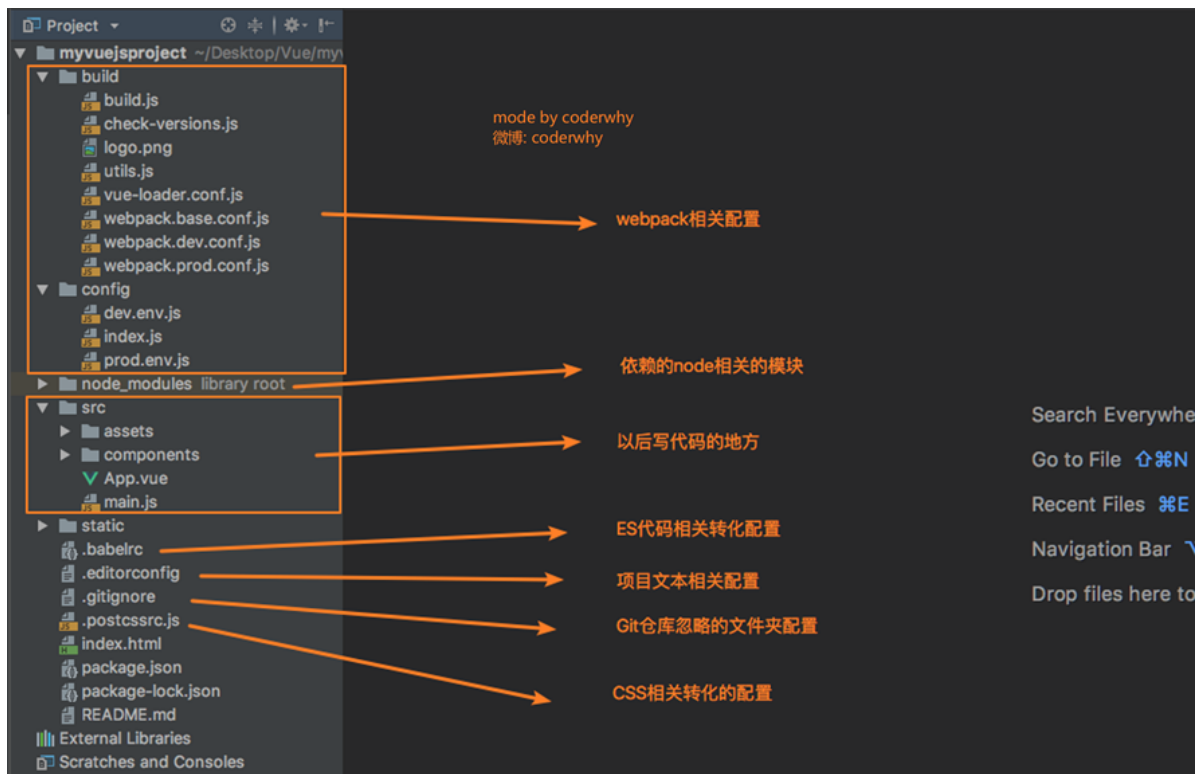 Project
myvuejsproject ~/Desktop/Vue/myv
build
build.js
check-versions.js
logo.png
utils.js
vue-loader.conf.js
webpack.base.conf.js
webpack.dev.conf.js
webpack.prod.conf.js
config
dev.env.js
index.js
prod.env.js
node_modules library root
src
assets
components
App.vue
main.js
static
.babelrc
.editorconfig
.gitignore
.postcssrc.js
index.html
package.json
package-lock.json
README.md
External Libraries
Scratches and Consoles
mode by coderwhy
微博: coderwhy
webpack相关配置
依赖的node相关的模块
以后写代码的地方
ES代码相关转化配置
项目文本相关配置
Git仓库忽略的文件夹配置
CSS相关转化的配置
Search Everywhe
Go to File ⇧⌘N
Recent Files ⌘E
Navigation Bar
Drop files here to